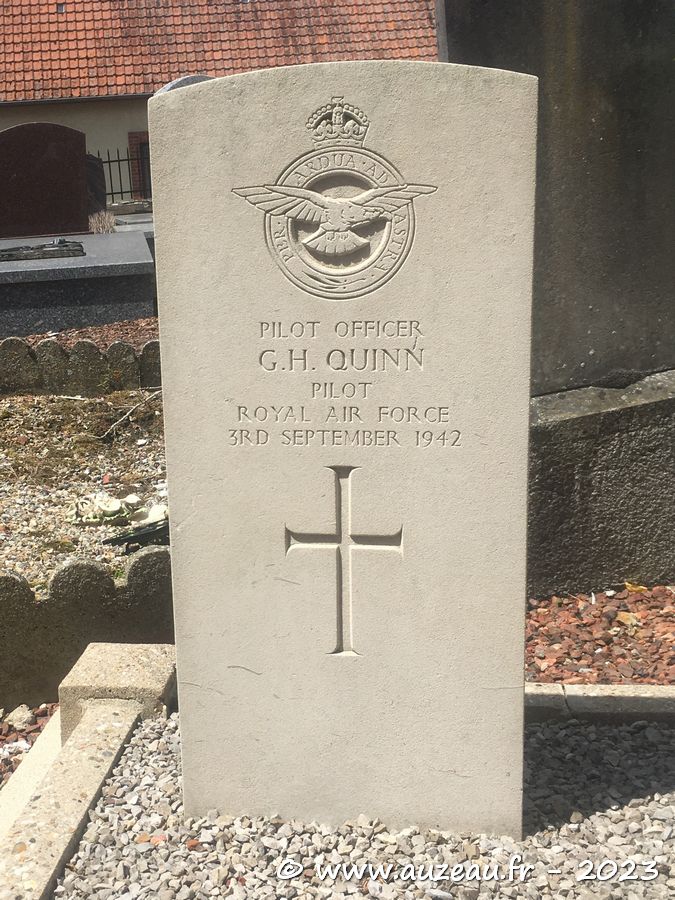 PER ARDUA AD ASTRA
PILOT OFFICER
G.H. QUINN
PILOT
ROYAL AIR FORCE
3RD SEPTEMBER 1942
© www.auzeau.fr - 2023